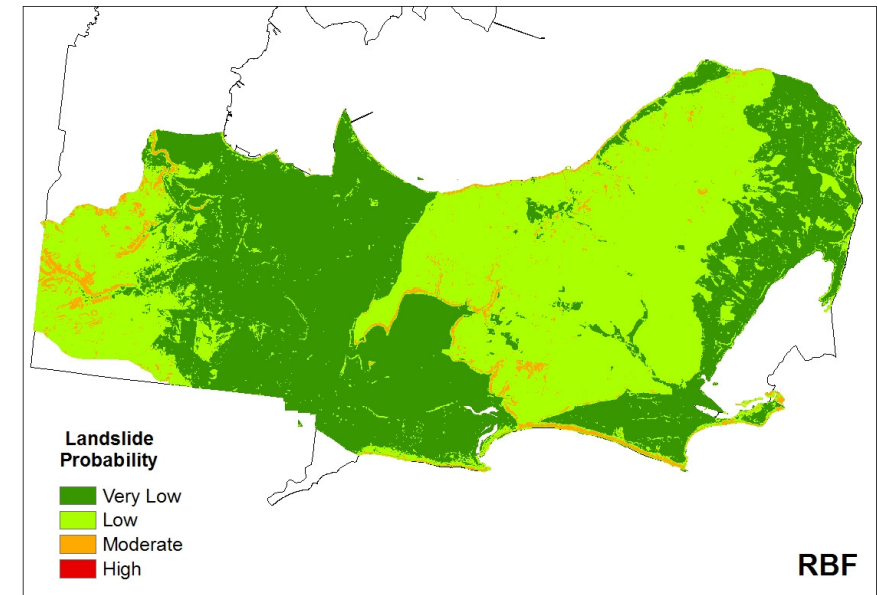 Landslide
Probability
Very Low
Low
Moderate
High
RBF